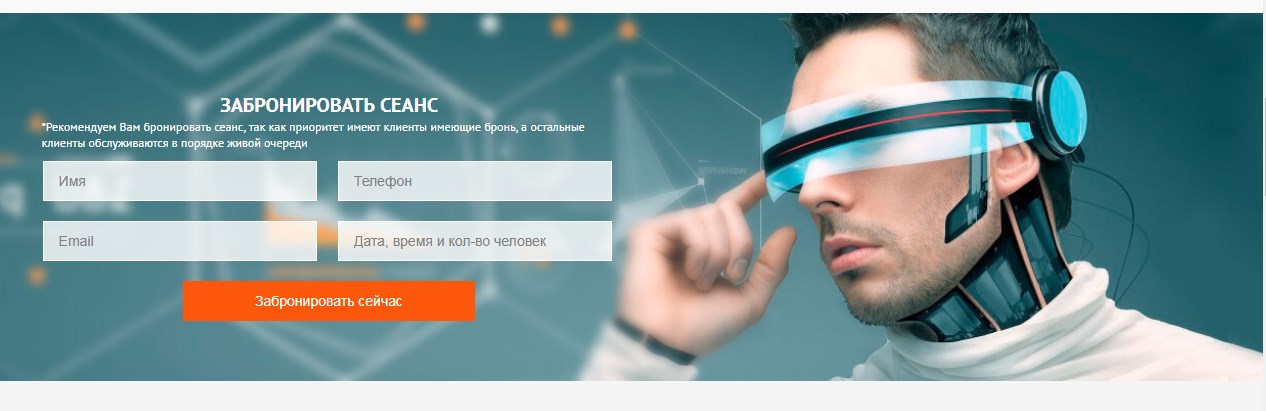 ЗАБРОНИРОВАТЬ СЕАНС
*Рекомендуем Вам бронировать сеанс, так как приоритет имеют клиенты имеющие бронь, а остальные
клиенты обслуживаются в порядке живой очереди
Имя
Телефон
Email
Дата, время и кол-во человек
Забронировать сейчас